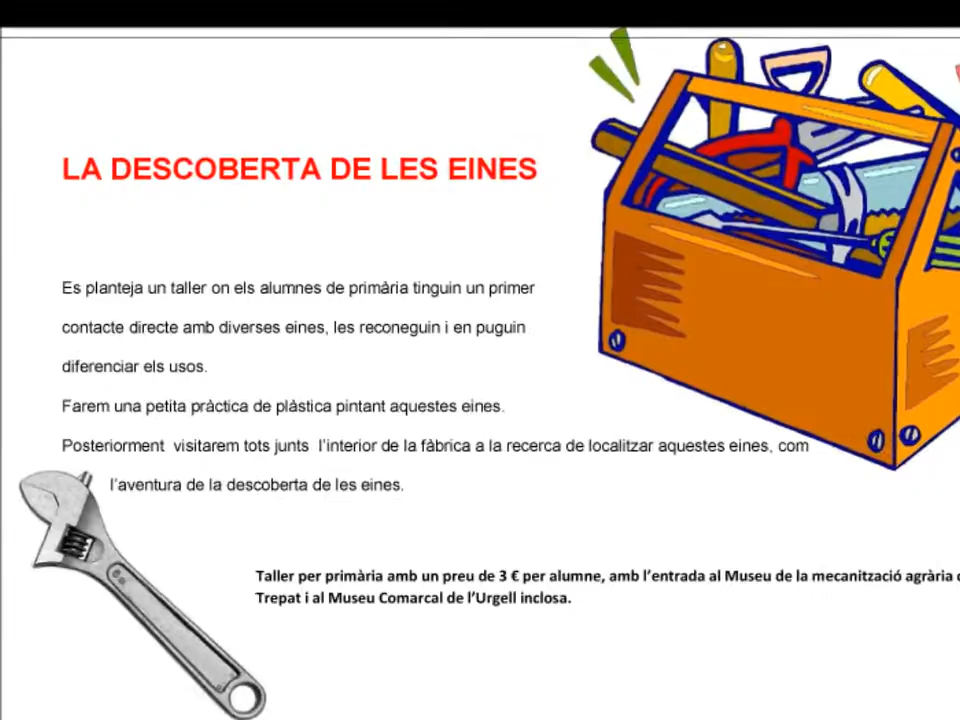 LA DESCOBERTA DE LES EINES
Es planteja un taller on els alumnes de primària tinguin un primer
contacte directe amb diverses eines, les reconeguin i en puguin
diferenciar els usos.
Farem una petita pràctica de plàstica pintant aquestes eines.
Posteriorment visitarem tots junts l'interior de la fàbrica a la recerca de localitzar aquestes eines, com
l'aventura de la descoberta de les eines.
Taller per primària amb un preu de 3 € per alumne, amb l'entrada al Museu de la mecanització agrària
Trepat i al Museu Comarcal de l'Urgell inclosa.